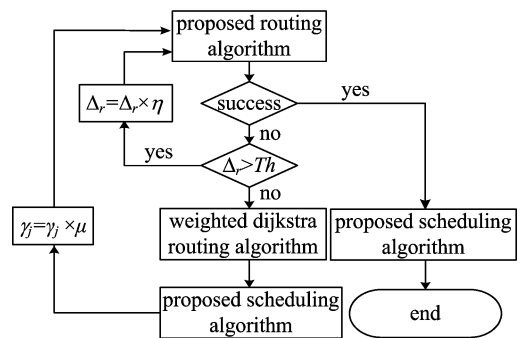 proposed routing
algorithm
success
yes
no
Δr=Δr×η
yes
Δr>Th
no
γj=γj ×μ
weighted dijkstra
routing algorithm
proposed scheduling
algorithm
proposed scheduling
algorithm
end